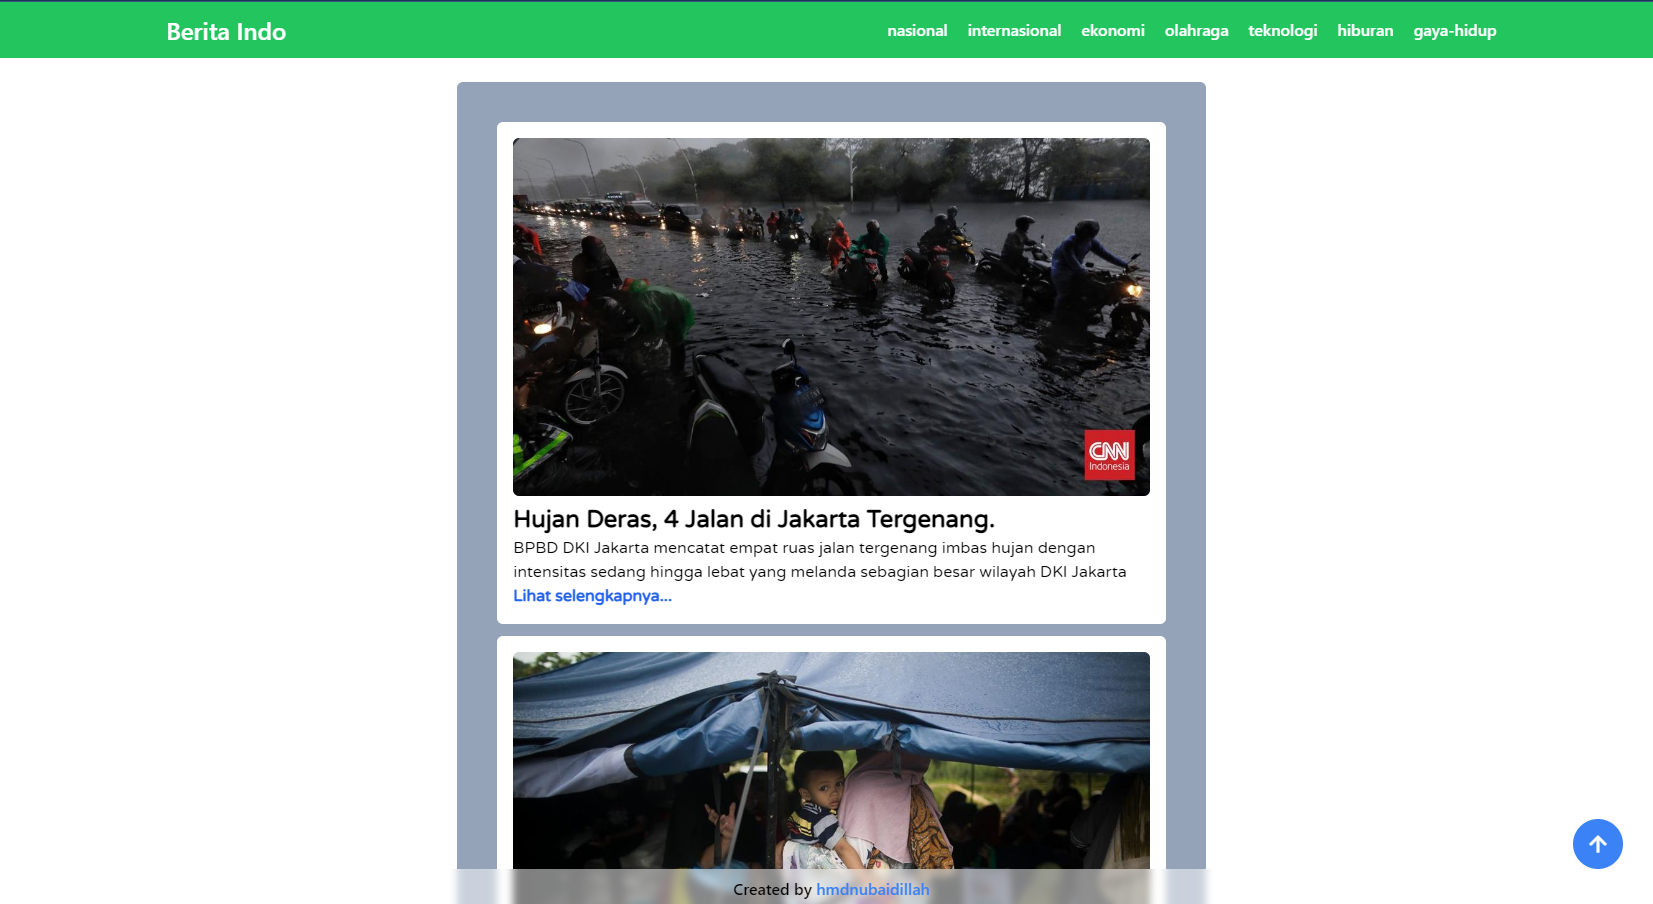 Berita Indo
nasional internasional ekonomi olahraga teknologi hiburan gaya-hidup
CNN
Indonesia
Hujan Deras, 4 Jalan di Jakarta Tergenang.
BPBD DKI Jakarta mencatat empat ruas jalan tergenang imbas hujan dengan
intensitas sedang hingga lebat yang melanda sebagian besar wilayah DKI Jakarta
Lihat selengkapnya...
Created by hmdnubaidillah